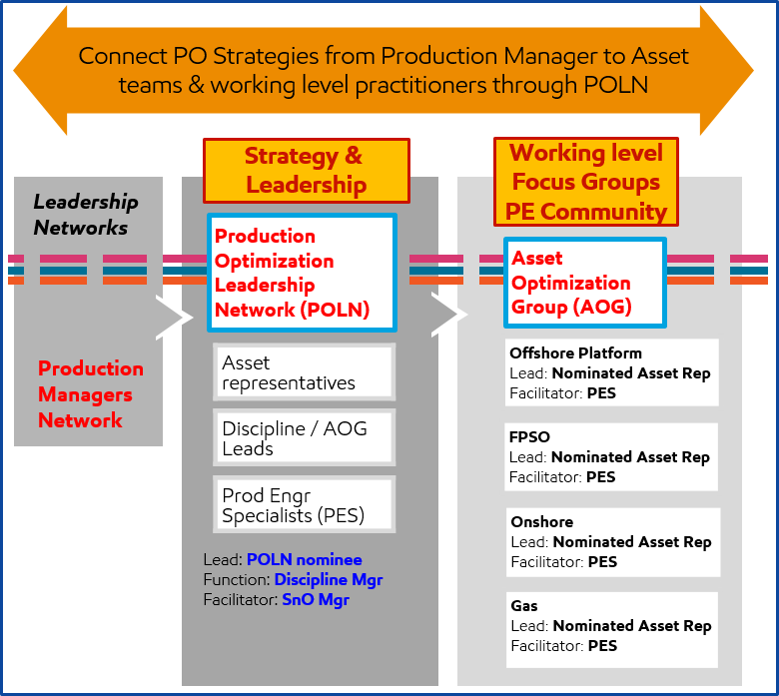 Connect PO Strategies from Production Manager to Asset
teams & working level practitioners through POLN
Leadership
Networks
Production
Managers
Network
Strategy &
Leadership
Production
Optimization
Leadership
Network (POLN)
Asset
representatives
Discipline / AOG
Leads
Prod Engr
Specialists (PES)
Lead: POLN nominee
Function: Discipline Mgr
Facilitator: SnO Mgr
Working level
Focus Groups
PE Community
Asset
Optimization
Group (AOG)
Offshore Platform
Lead: Nominated Asset Rep
Facilitator: PES
FPSO
Lead: Nominated Asset Rep
Facilitator: PES
Onshore
Lead: Nominated Asset Rep
Facilitator: PES
Gas
Lead: Nominated Asset Rep
Facilitator: PES